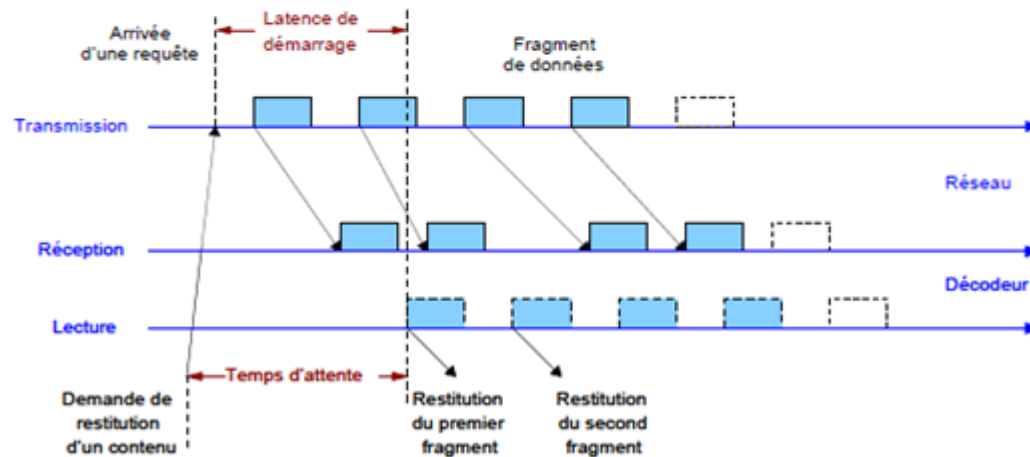 Arrivée
d'une requête
Latence de
démarrage
Fragment
de données
Transmission
Réseau
Réception
Décodeur
Lecture
Temps d'attente
Demande de
restitution
d'un contenu
Restitution
du premier
fragment
Restitution
du second
fragment